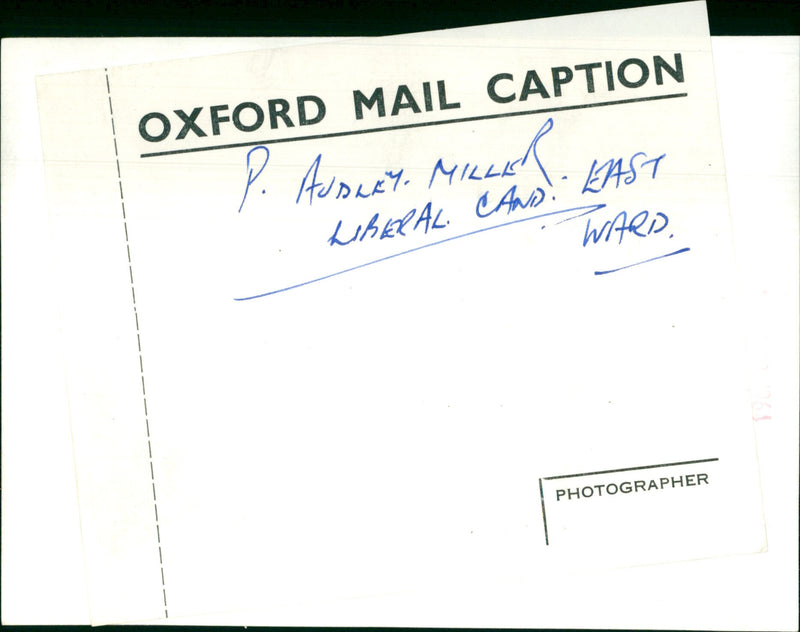 OXFORD MAIL CAPTION
P. AUDLEY. MILLER
LIBERAL. CAND. - EAST
WARD.
PHOTOGRAPHER